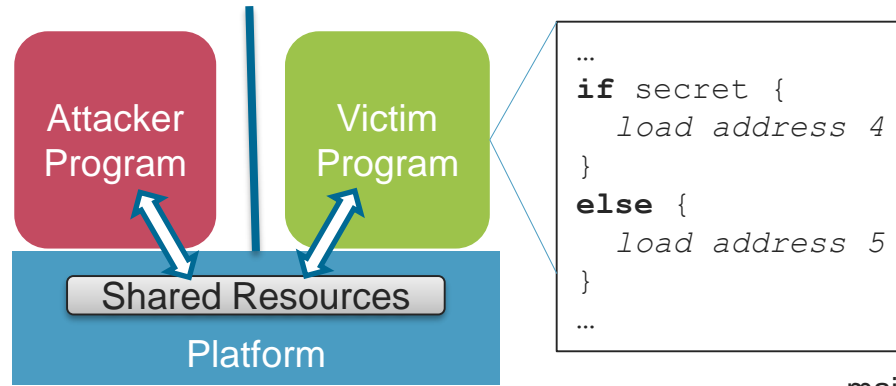 Attacker
Program
Victim
Program
Shared Resources
Platform
…
if secret {
load address 4
}
else {
load address 5
}
…